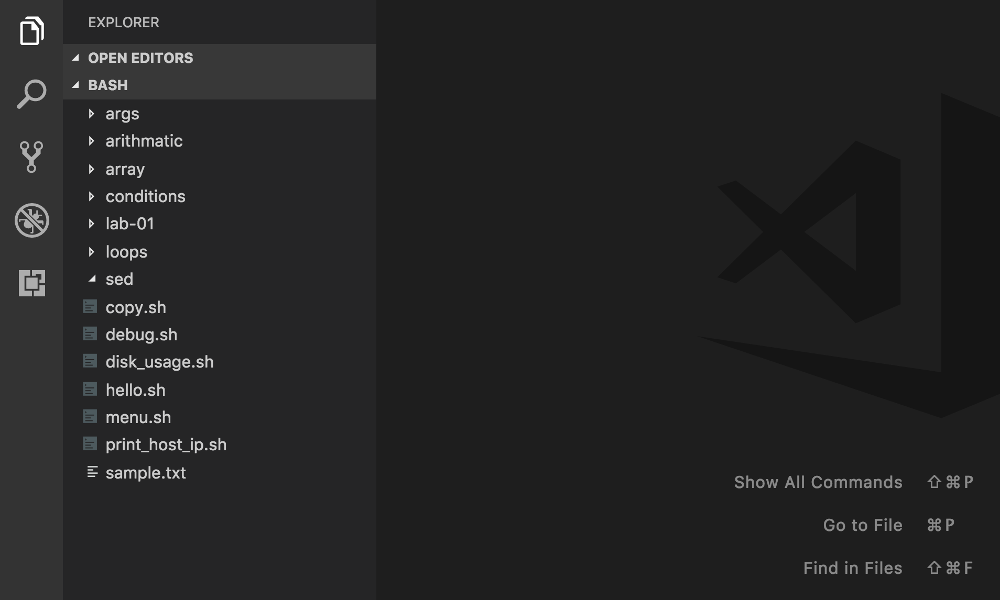 EXPLORER
OPEN EDITORS
BASH
args
arithmatic
array
conditions
lab-01
loops
sed
copy.sh
debug.sh
disk_usage.sh
hello.sh
menu.sh
print_host_ip.sh
sample.txt
Show All Commands ⇧⌘P
Go to File ⌘P
Find in Files ⇧⌘F